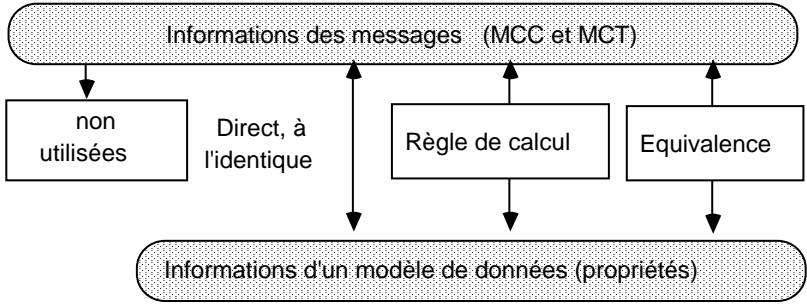 Informations des messages (MCC et MCT)
non
utilisées
Direct, à
l'identique
Règle de calcul
Equivalence
Informations d'un modèle de données (propriétés)